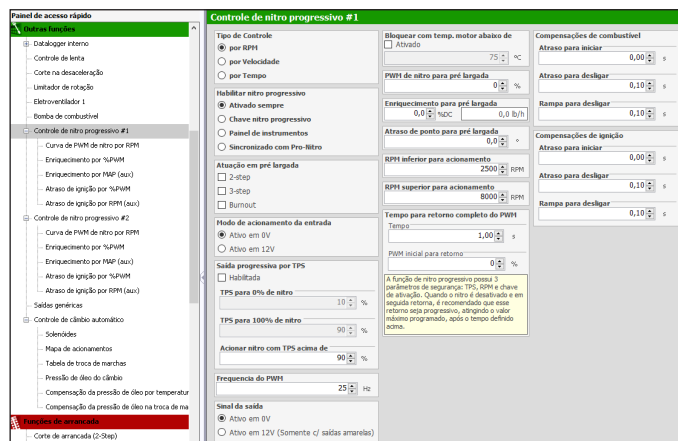 Painel de acesso rápido
Outras funções
Datalogger interno
Controle de lenta
Corte na desaceleração
Limitador de rotação
Eletroventilador 1
Bomba de combustível
Controle de nitro progressivo #1
Curva de PWM de nitro por RPM
Enriquecimento por %PWM
Enriquecimento por MAP (aux)
Atraso de ignição por %PWM
Atraso de ignição por RPM (aux)
Controle de nitro progressivo #2
Curva de PWM de nitro por RPM
Enriquecimento por %PWM
Enriquecimento por MAP (aux)
Atraso de ignição por %PWM
Atraso de ignição por RPM (aux)
Saídas genéricas
Controle de câmbio automático
Solenóides
Mapa de acionamentos
Tabela de troca de marchas
Pressão de óleo do câmbio
Compensação da pressão de óleo por temperatur
Compensação da pressão de óleo na troca de ma
Funções de arrancada
Corte de arrancada (2-Step)
Controle de nitro progressivo #1
Tipo de Controle
por RPM
por Velocidade
por Tempo
Habilitar nitro progressivo
Ativado sempre
Chave nitro progressivo
Painel de instrumentos
Sincronizado com Pro-Nitro
Atuação em pré largada
2-step
3-step
Burnout
Modo de acionamento da entrada
Ativo em 0V
Ativo em 12V
Saída progressiva por TPS
Habilitada
TPS para 0% de nitro
10 %
TPS para 100% de nitro
90 %
Acionar nitro com TPS acima de
90 %
Frequencia do PWM
25 Hz
Sinal da saída
Ativo em 0V
Ativo em 12V (Somente c/ saídas amarelas)
Bloquear com temp. motor abaixo de
Ativado
75 ºC
PWM de nitro para pré largada
0 %
Enriquecimento para pré largada
0,0 %DC 0,0 lb/h
Atraso de ponto para pré largada
0,0 °
RPM inferior para acionamento
2500 RPM
RPM superior para acionamento
8000 RPM
Tempo para retorno completo do PWM
Tempo
1,00 s
PWM inicial para retorno
0 %
A função de nitro progressivo possui 3
parâmetros de segurança: TPS, RPM e chave
de ativação. Quando o nitro é desativado e em
seguida retorna, é recomendado que esse
retorno seja progressivo, atingindo o valor
máximo programado, após o tempo definido
acima.
Compensações de combustível
Atraso para iniciar
0,00 s
Atraso para desligar
0,10 s
Rampa para desligar
0,10 s
Compensações de ignição
Atraso para iniciar
0,00 s
Atraso para desligar
0,10 s
Rampa para desligar
0,10 s